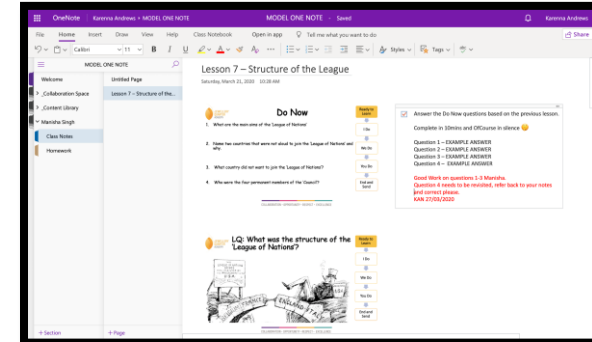 OneNote | Karenna Andrews > MODEL ONE NOTE
MODEL ONE NOTE - Saved
Karenna Andrews
File Home Insert Draw View Help Class Notebook Open in app Tell me what you want to do
Share
Calibri 11 B I U A Styles Tags
MODEL ONE NOTE
Welcome
_Collaboration Space
_Content Library
Manisha Singh
Class Notes
Homework
+ Section
Untitled Page
Lesson 7 – Structure of the...
+ Page
Lesson 7 – Structure of the League
Saturday, March 21, 2020 10:38 AM
Do Now
1. What were the main aims of the 'League of Nations'
2. Name two countries that were not aloud to join the 'League of Nations' and why.
3. What country did not want to join the 'League of Nations'?
4. Who were the four permanent members of the Council?
Ready to Learn
I Do
We Do
You Do
End and Send
LQ: What was the structure of the 'League of Nations'?
Ready to Learn
I Do
We Do
You Do
End and Send
Answer the Do Now questions based on the previous lesson.
Complete in 10mins and OfCourse in silence 😊
Question 1 – EXAMPLE ANSWER
Question 2 – EXAMPLE ANSWER
Question 3 – EXAMPLE ANSWER
Question 4 – EXAMPLE ANSWER
Good Work on questions 1-3 Manisha.
Question 4 needs to be revisited, refer back to your notes
and correct please.
KAN 27/03/2020